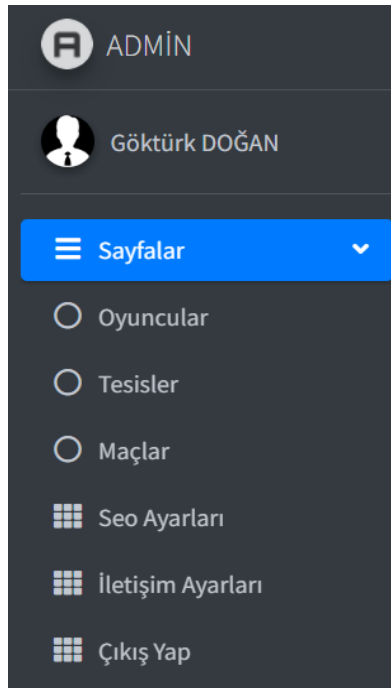 ADMİN
Göktürk DOĞAN
Sayfalar
Oyuncular
Tesisler
Maçlar
Seo Ayarları
İletişim Ayarları
Çıkış Yap